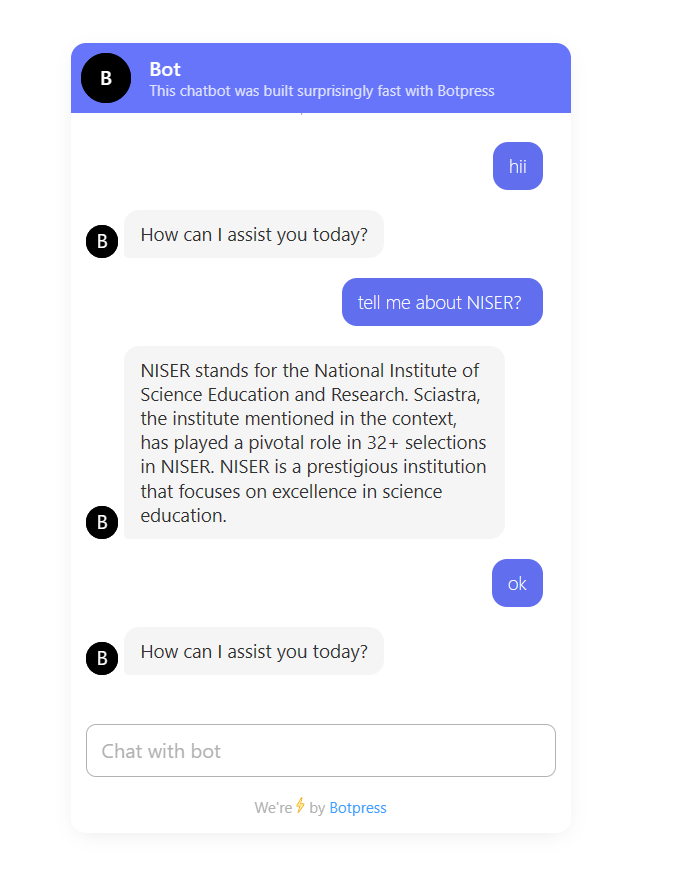 B
Bot
This chatbot was built surprisingly fast with Botpress
hii
B
How can I assist you today?
tell me about NISER?
NISER stands for the National Institute of
Science Education and Research. Sciastra,
the institute mentioned in the context,
has played a pivotal role in 32+ selections
in NISER. NISER is a prestigious institution
that focuses on excellence in science
education.
B
ok
B
How can I assist you today?
Chat with bot
We're⚡ by Botpress